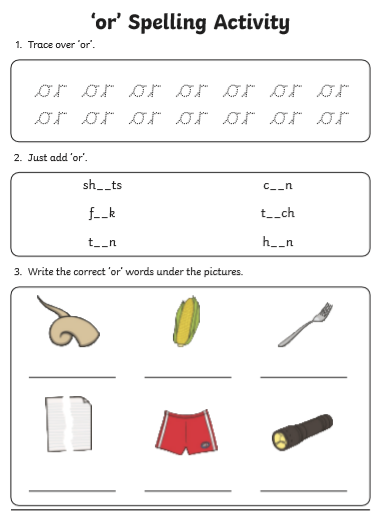 ‘or’ Spelling Activity
1. Trace over ‘or’.
or or or or or or or
or or or or or or or
2. Just add ‘or’.
sh__ts c__n
f__k t__ch
t__n h__n
3. Write the correct ‘or’ words under the pictures.